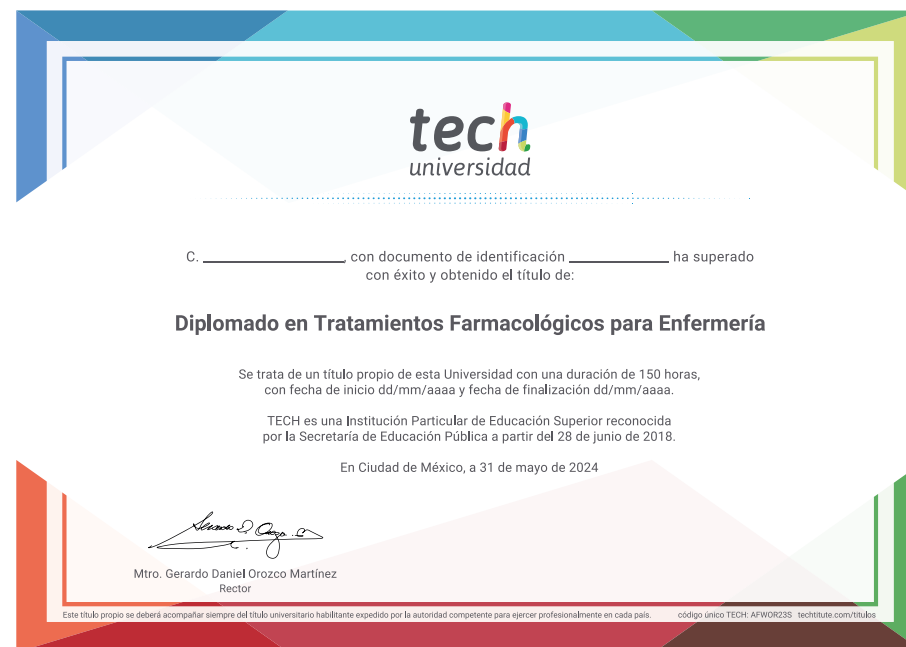 tech
universidad
C. ____________________, con documento de identificación ______________ ha superado
con éxito y obtenido el título de:
Diplomado en Tratamientos Farmacológicos para Enfermería
Se trata de un título propio de esta Universidad con una duración de 150 horas,
con fecha de inicio dd/mm/aaaa y fecha de finalización dd/mm/aaaa.
TECH es una Institución Particular de Educación Superior reconocida
por la Secretaría de Educación Pública a partir del 28 de junio de 2018.
En Ciudad de México, a 31 de mayo de 2024
Mtro. Gerardo Daniel Orozco Martínez
Rector
Este título propio se deberá acompañar siempre del título universitario habilitante expedido por la autoridad competente para ejercer profesionalmente en cada país. código único TECH: AFWOR23S techtitute.com/titulos